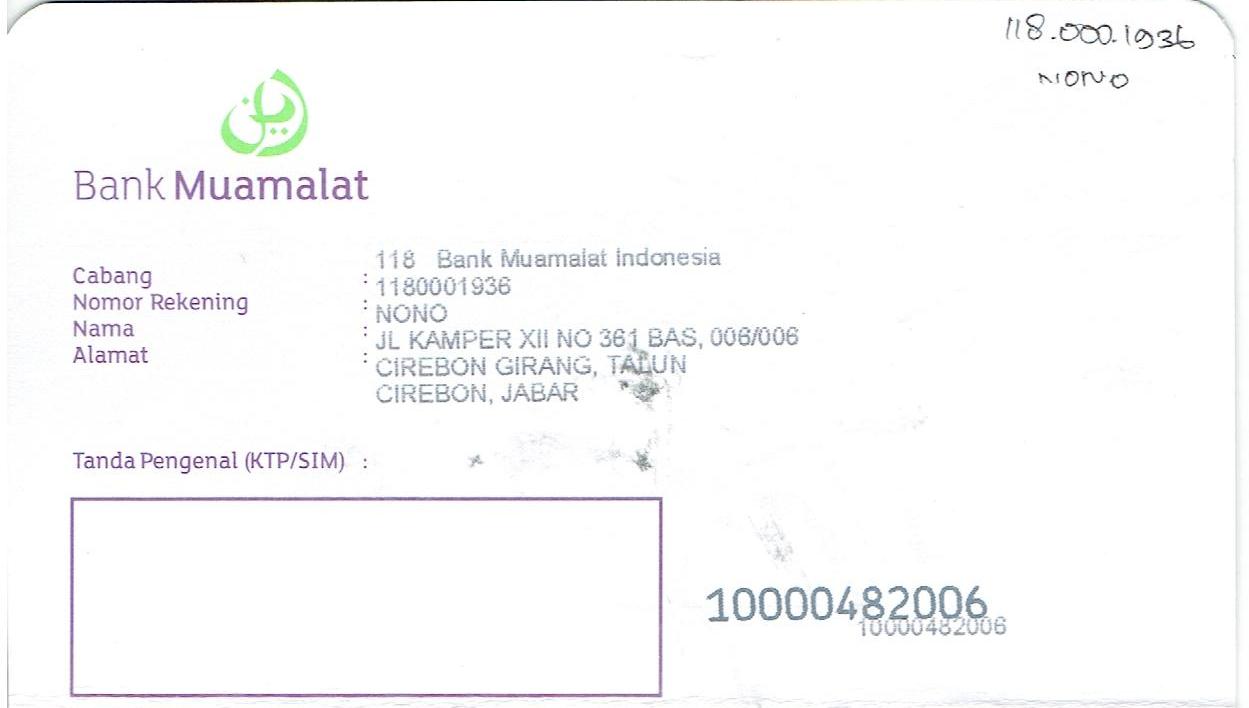 118.000.1936
NONO
Bank Muamalat
Cabang : 118 Bank Muamalat Indonesia
Nomor Rekening : 1180001936
Nama : NONO
Alamat : JL KAMPER XII NO 361 BAS, 006/006
CIREBON GIRANG, TALUN
CIREBON, JABAR
Tanda Pengenal (KTP/SIM) :
10000482006
10000482006